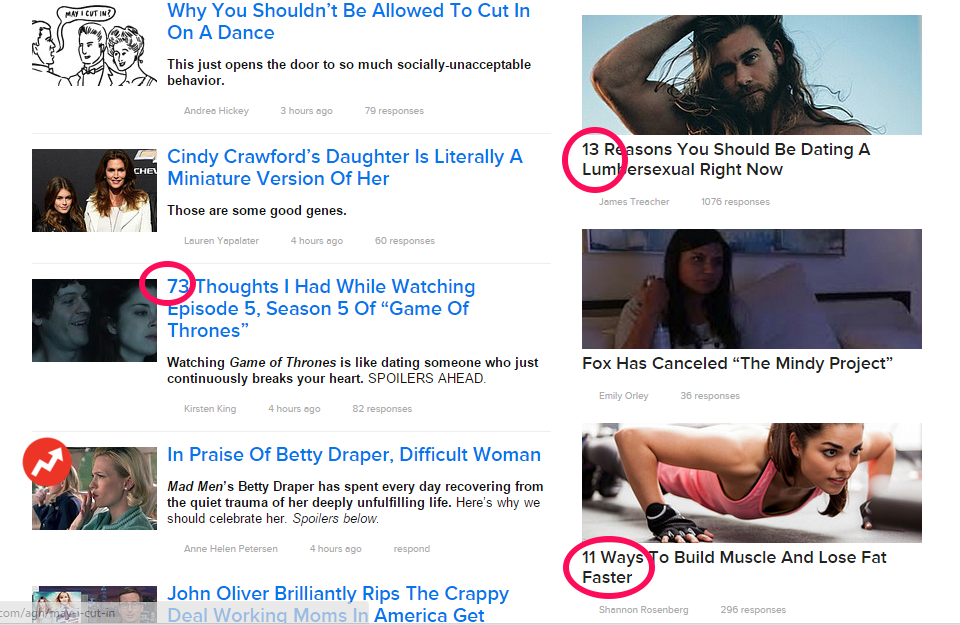 MAY I CUT IN?
Why You Shouldn't Be Allowed To Cut In
On A Dance
This just opens the door to so much socially-unacceptable
behavior.
Andrea Hickey 3 hours ago 79 responses
CHEV
Cindy Crawford's Daughter Is Literally A
Miniature Version Of Her
Those are some good genes.
Lauren Yapalater 4 hours ago 60 responses
73 Thoughts I Had While Watching
Episode 5, Season 5 Of "Game Of
Thrones"
Watching Game of Thrones is like dating someone who just
continuously breaks your heart. SPOILERS AHEAD.
Kirsten King 4 hours ago 82 responses
In Praise Of Betty Draper, Difficult Woman
Mad Men's Betty Draper has spent every day recovering from
the quiet trauma of her deeply unfulfilling life. Here's why we
should celebrate her. Spoilers below.
Anne Helen Petersen 4 hours ago respond
John Oliver Brilliantly Rips The Crappy
Deal Working Moms In America Get
com/agh/may-i-cut-in
13 Reasons You Should Be Dating A
Lumbersexual Right Now
James Treacher 1076 responses
Fox Has Canceled "The Mindy Project"
Emily Orley 36 responses
11 Ways To Build Muscle And Lose Fat
Faster
Shannon Rosenberg 296 responses